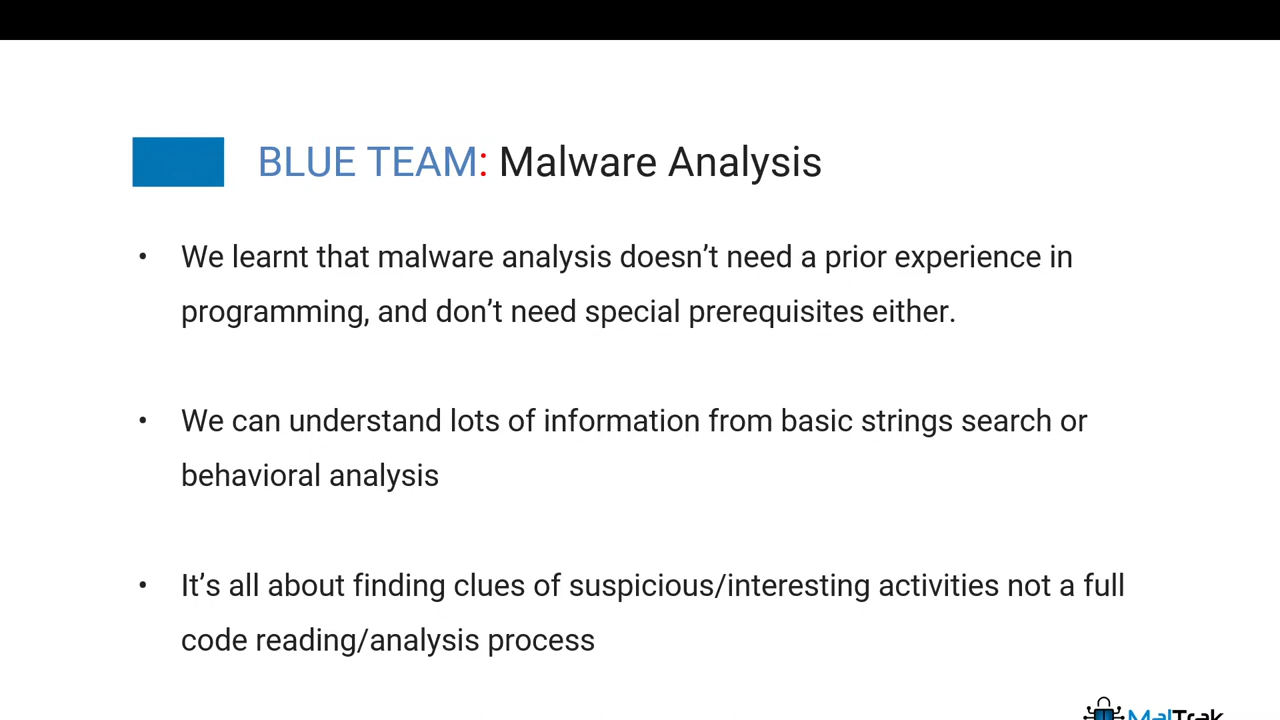 BLUE TEAM: Malware Analysis
• We learnt that malware analysis doesn’t need a prior experience in
programming, and don’t need special prerequisites either.
• We can understand lots of information from basic strings search or
behavioral analysis
• It’s all about finding clues of suspicious/interesting activities not a full
code reading/analysis process
MalTrak